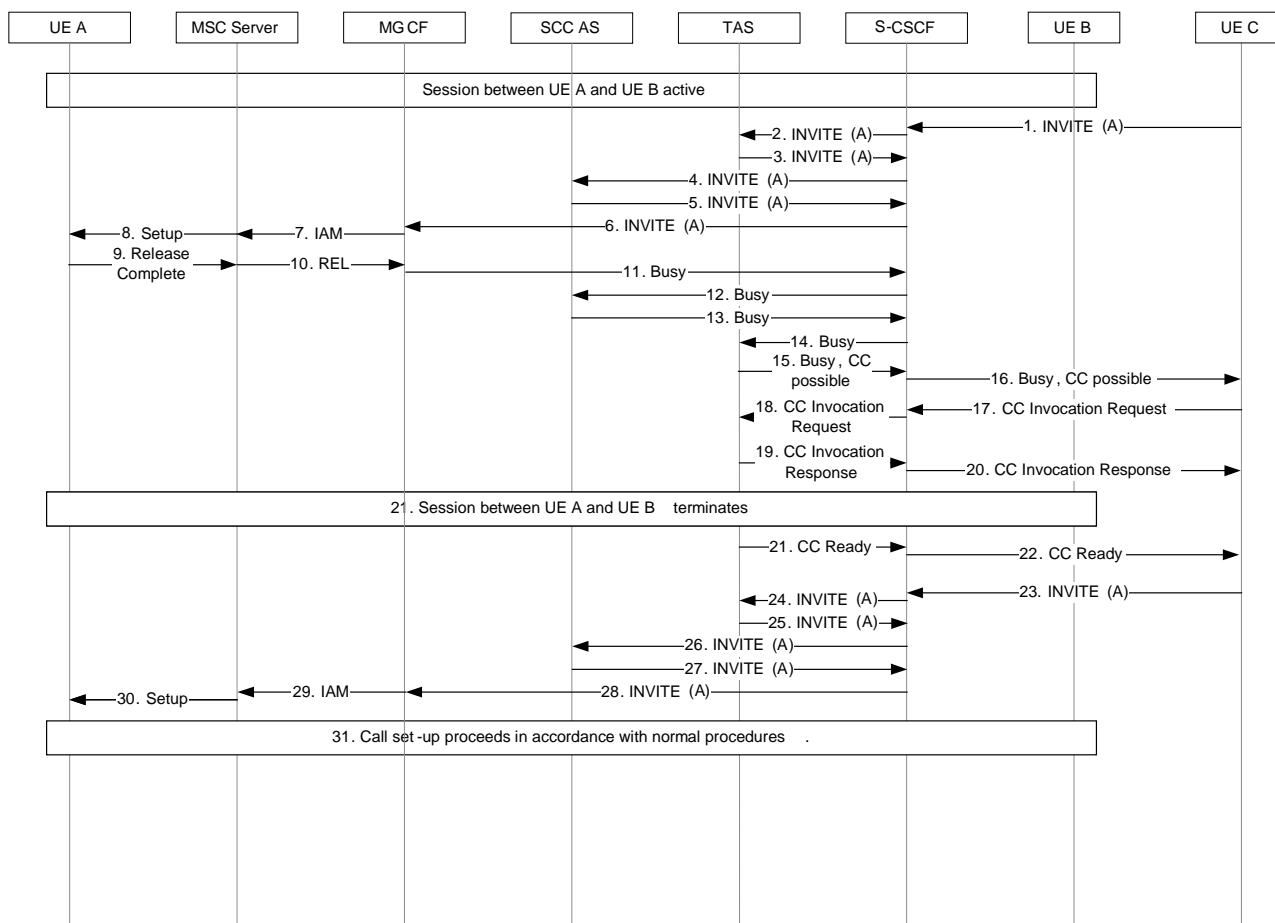 UE A
MSC Server
MGCF
SCC AS
TAS
S-CSCF
UE B
UE C
Session between UE A and UE B active
1. INVITE (A)
2. INVITE (A)
3. INVITE (A)
4. INVITE (A)
5. INVITE (A)
6. INVITE (A)
7. IAM
8. Setup
9. Release
Complete
10. REL
11. Busy
12. Busy
13. Busy
14. Busy
15. Busy, CC
possible
16. Busy, CC possible
17. CC Invocation Request
18. CC Invocation
Request
19. CC Invocation
Response
20. CC Invocation Response
21. Session between UE A and UE B terminates
21. CC Ready
22. CC Ready
23. INVITE (A)
24. INVITE (A)
25. INVITE (A)
26. INVITE (A)
27. INVITE (A)
28. INVITE (A)
29. IAM
30. Setup
31. Call set-up proceeds in accordance with normal procedures.